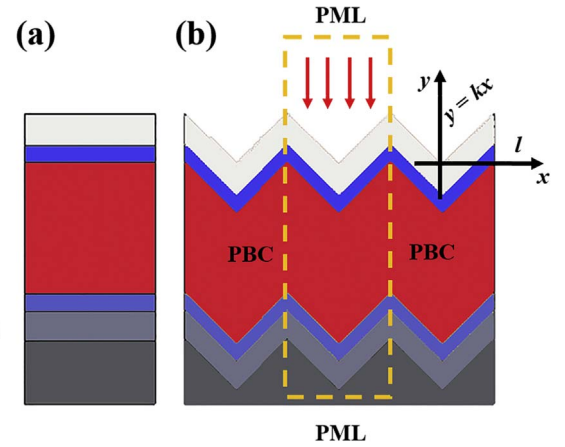 (a)
(b)
PML
y
y = kx
l
x
PBC
PBC
PML